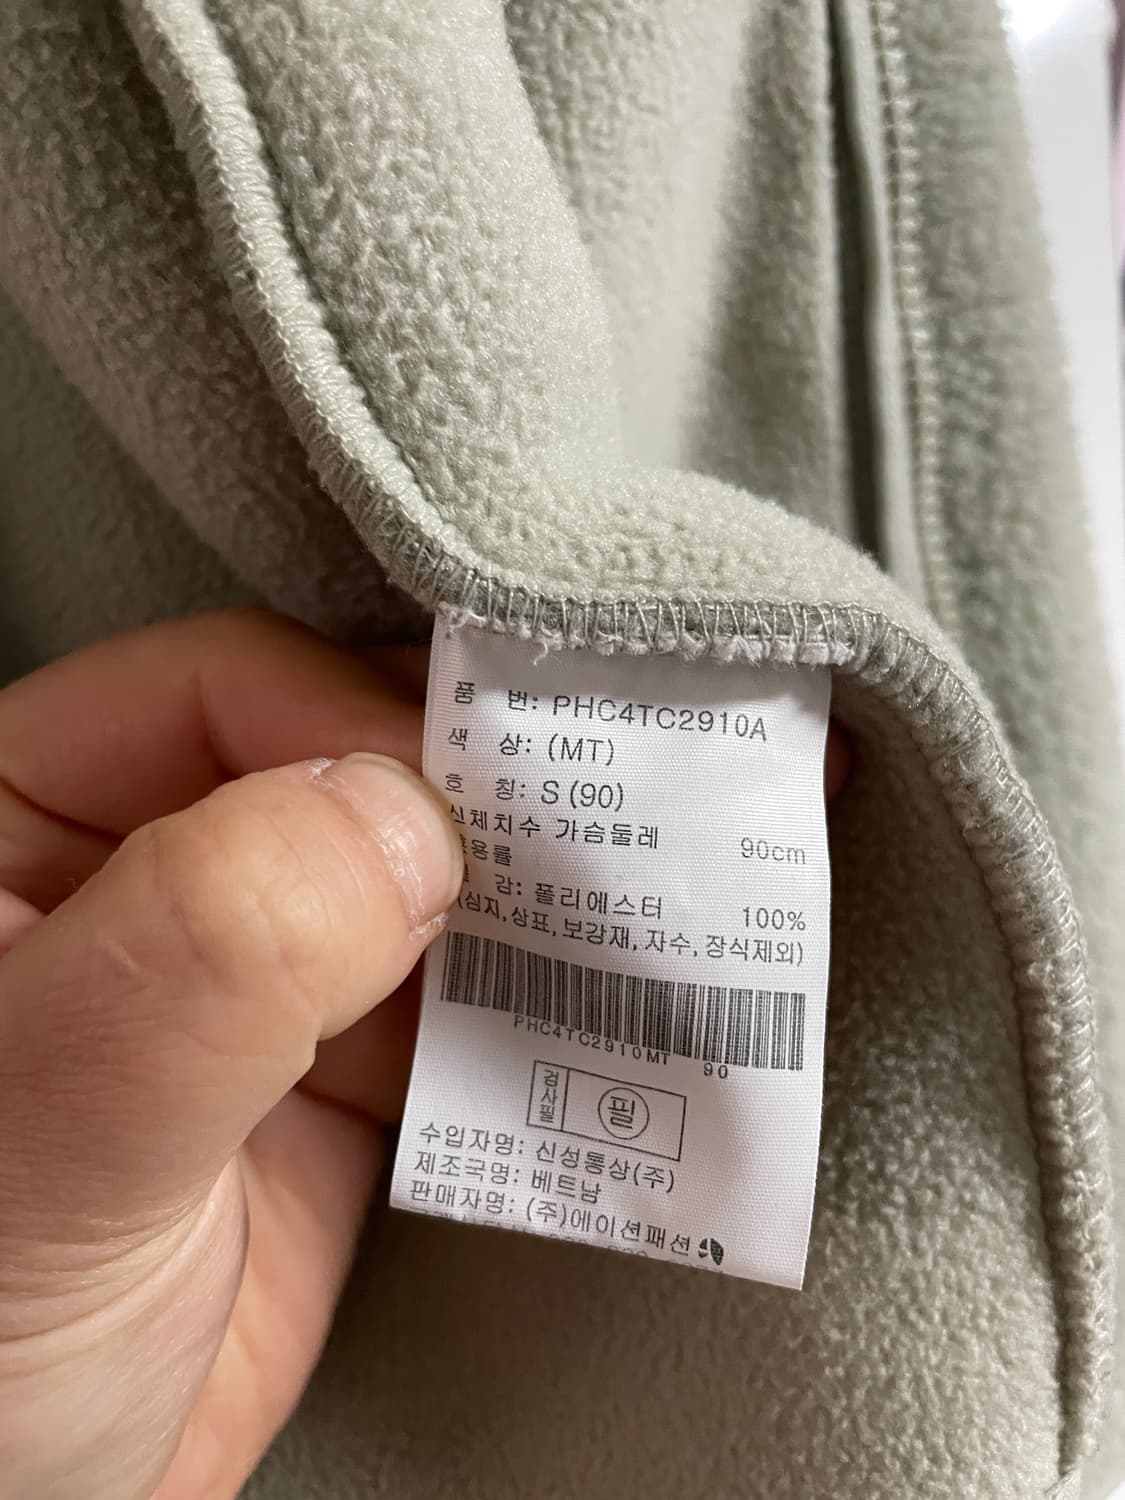 품 번: PHC4TC2910A
색 상: (MT)
호 칭: S (90)
신체치수 가슴둘레 90cm
혼용률
감: 폴리에스터 100%
(심지,상표,보강재,자수,장식제외)
PHC4TC2910MT 90
검사필 필
수입자명: 신성통상(주)
제조국명: 베트남
판매자명: (주)에이션패션